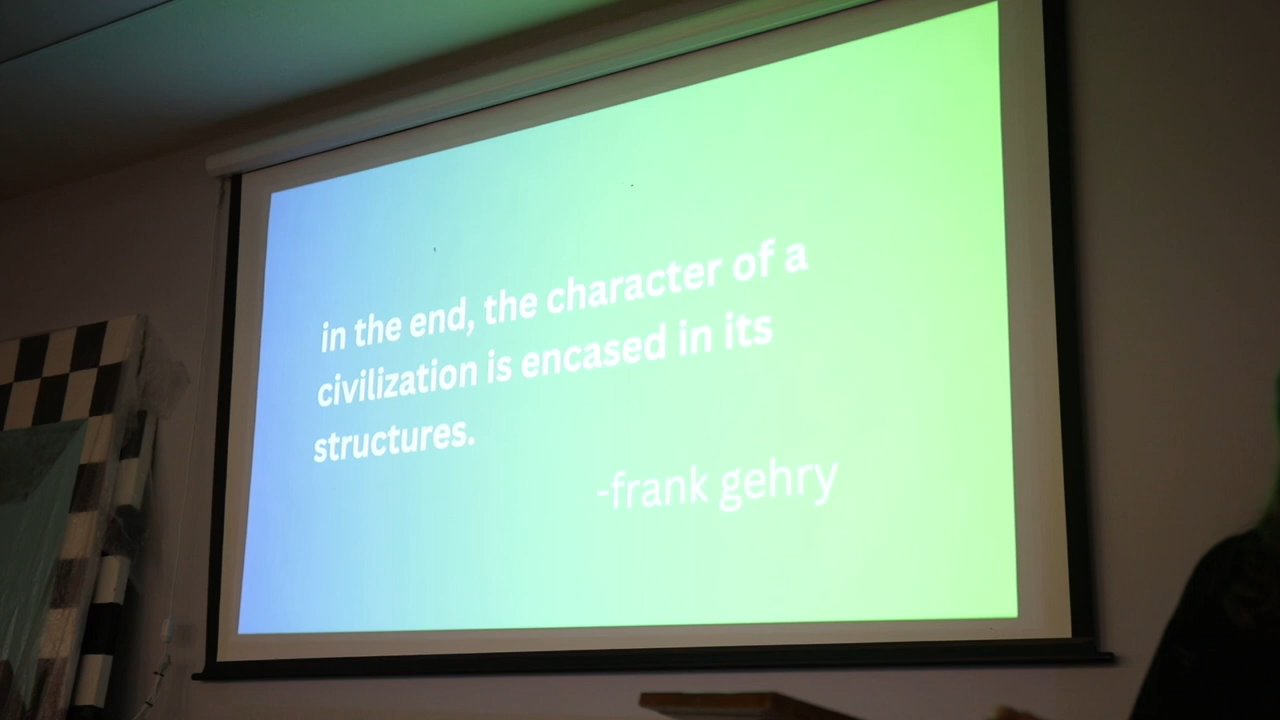 in the end, the character of a
civilization is encased in its
structures.
-frank gehry